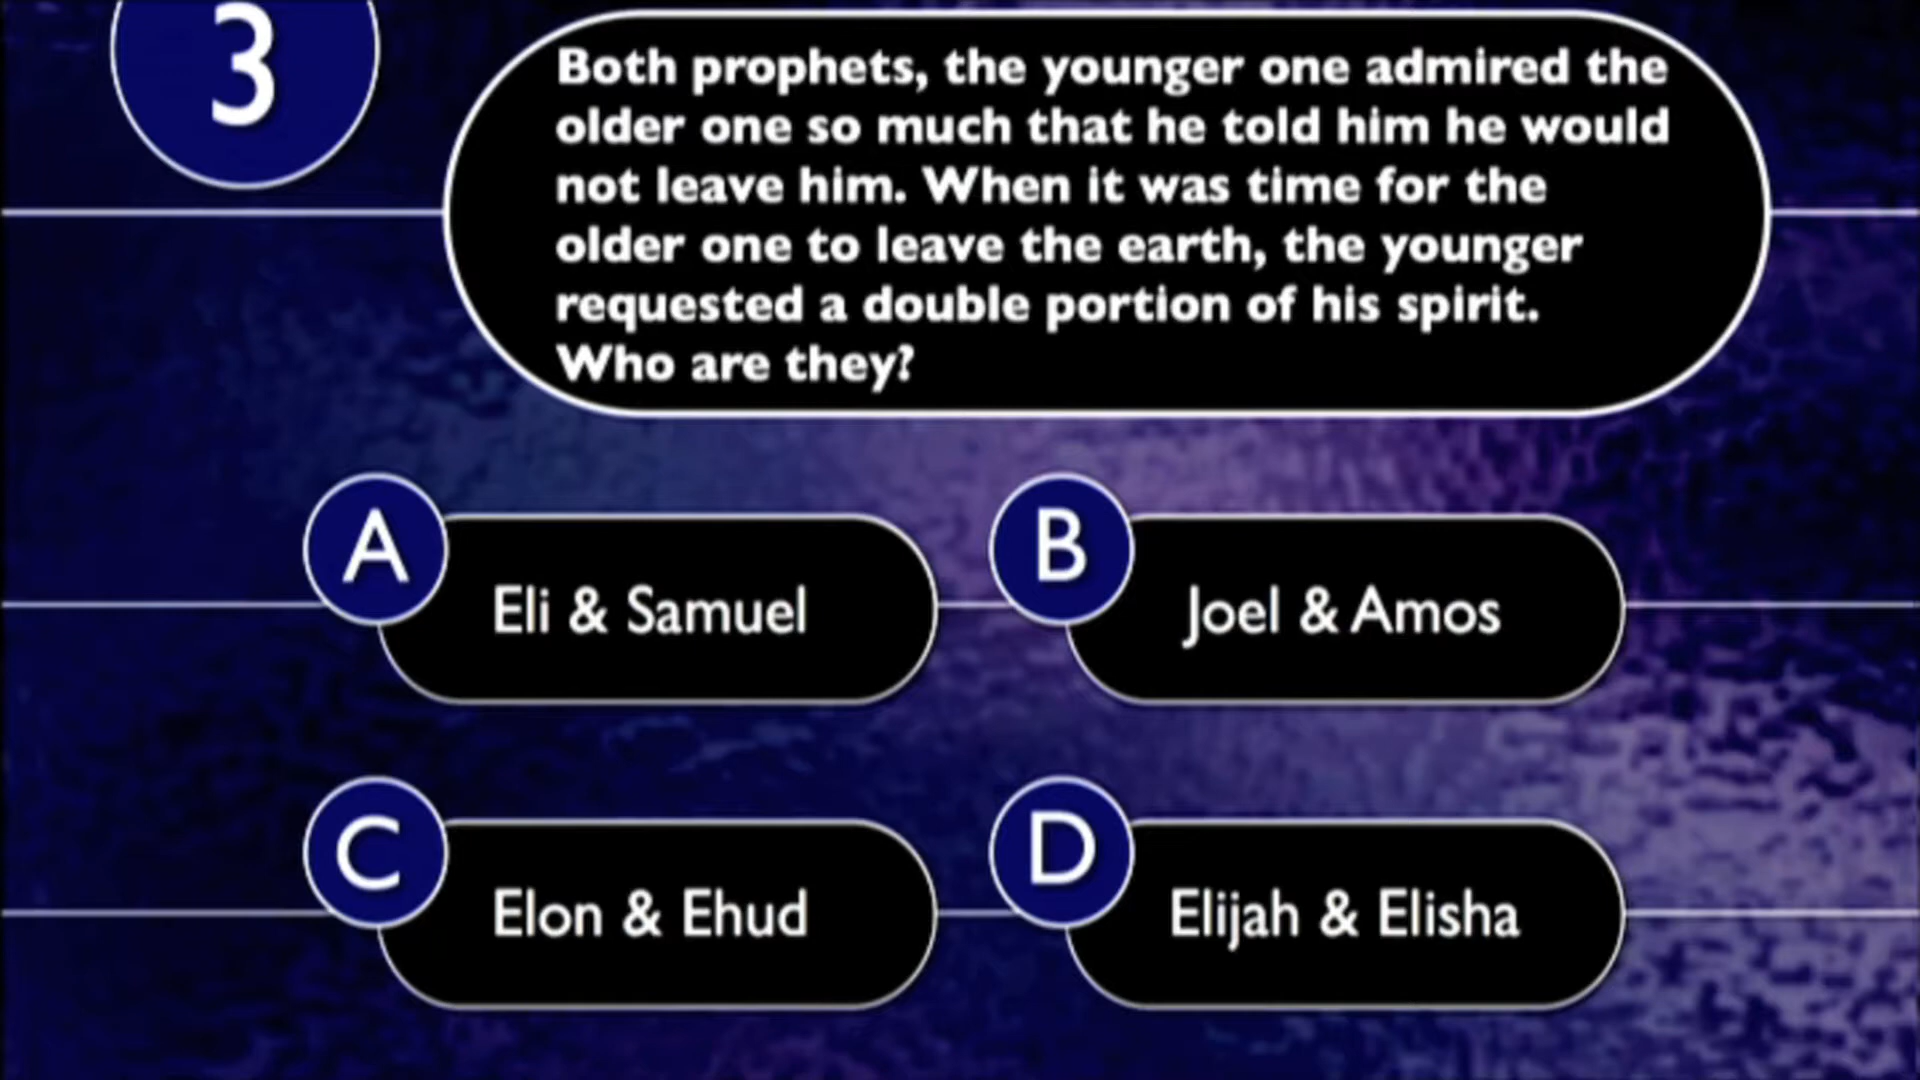 3
Both prophets, the younger one admired the
older one so much that he told him he would
not leave him. When it was time for the
older one to leave the earth, the younger
requested a double portion of his spirit.
Who are they?
A
Eli & Samuel
B
Joel & Amos
C
Elon & Ehud
D
Elijah & Elisha